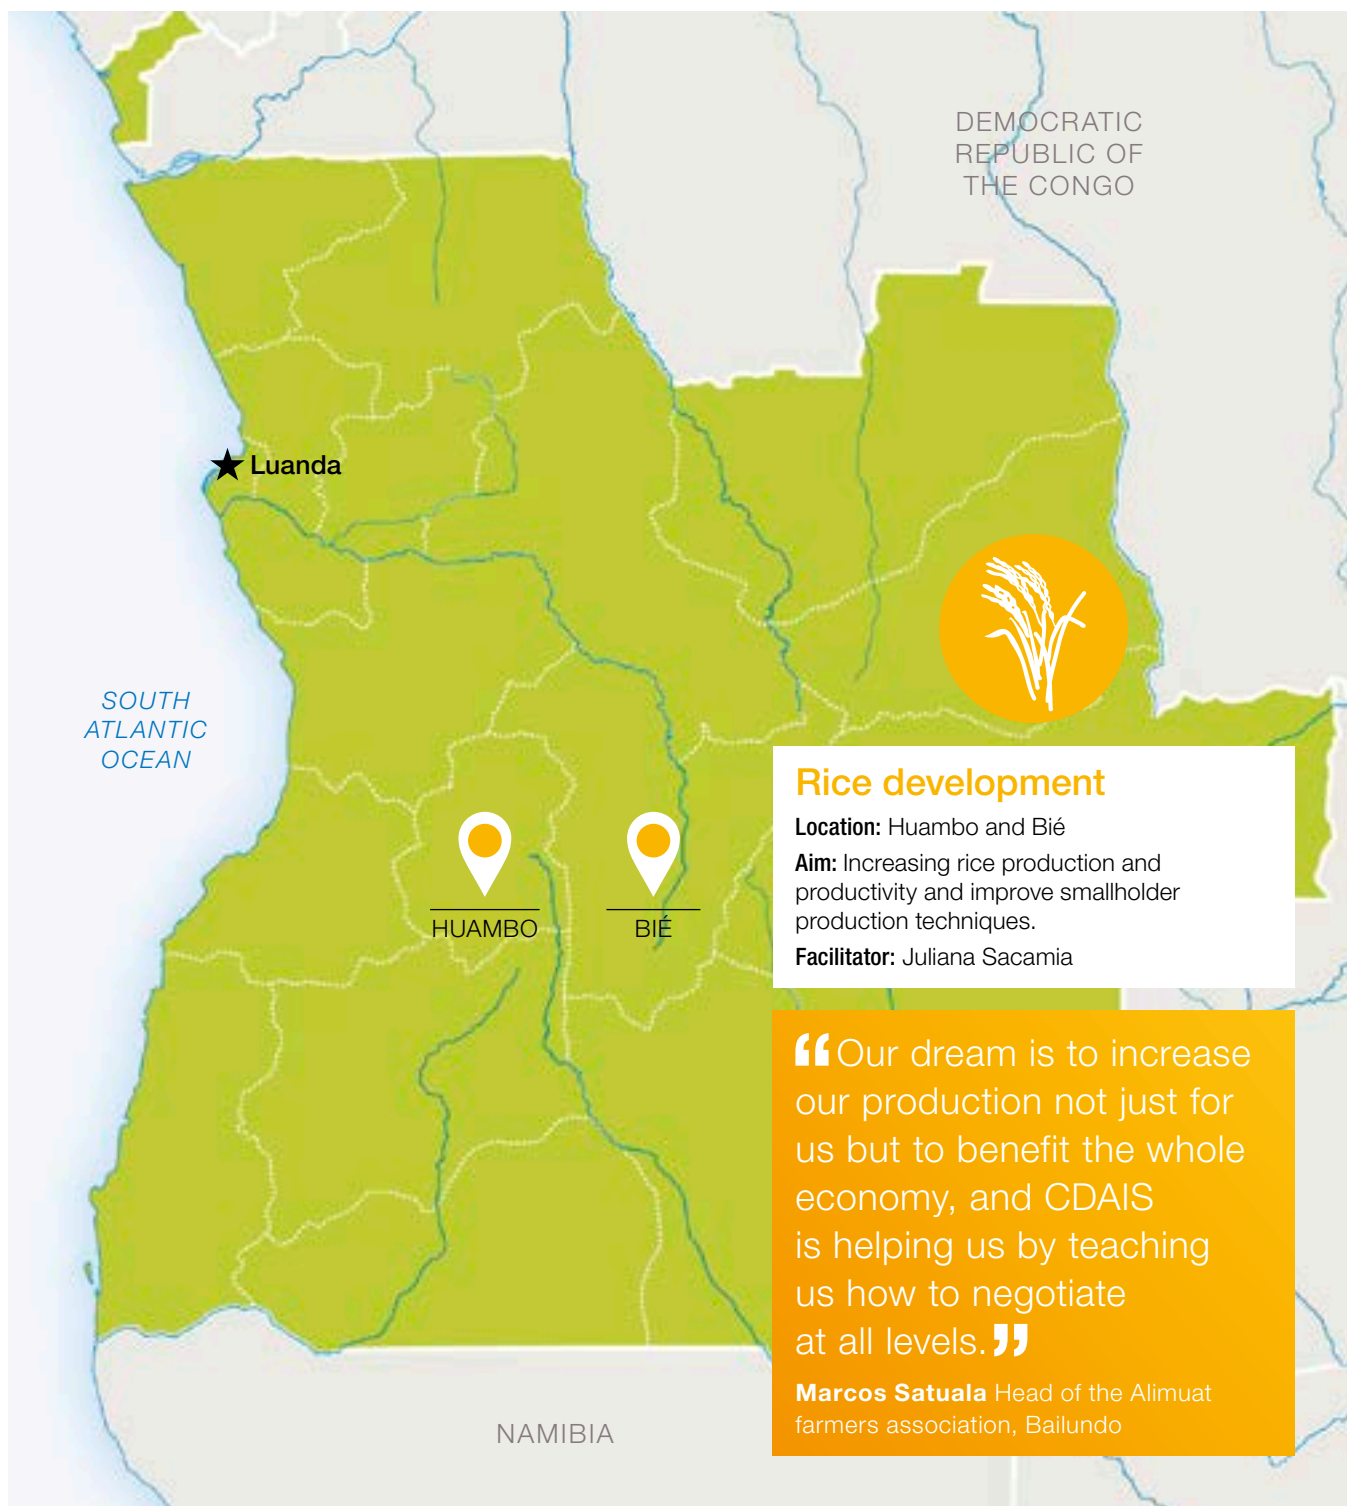 DEMOCRATIC
REPUBLIC OF
THE CONGO
Luanda
SOUTH
ATLANTIC
OCEAN
HUAMBO
BIÉ
Rice development
Location: Huambo and Bié
Aim: Increasing rice production and
productivity and improve smallholder
production techniques.
Facilitator: Juliana Sacamia
“Our dream is to increase
our production not just for
us but to benefit the whole
economy, and CDAIS
is helping us by teaching
us how to negotiate
at all levels.”
Marcos Satuala Head of the Alimuat
farmers association, Bailundo
NAMIBIA